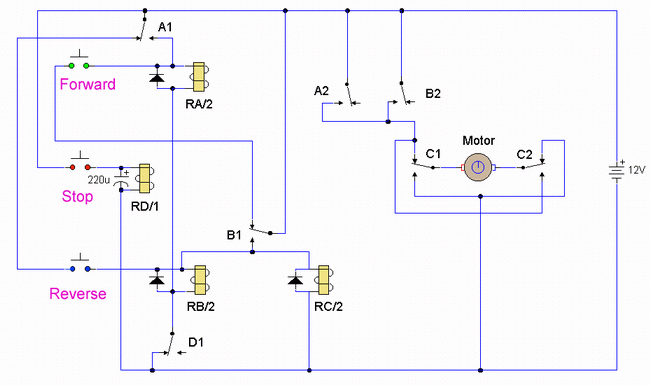 A1
Forward
RA/2
A2
B2
Motor
C1
C2
12V
Stop
220u
RD/1
B1
Reverse
RB/2
RC/2
D1